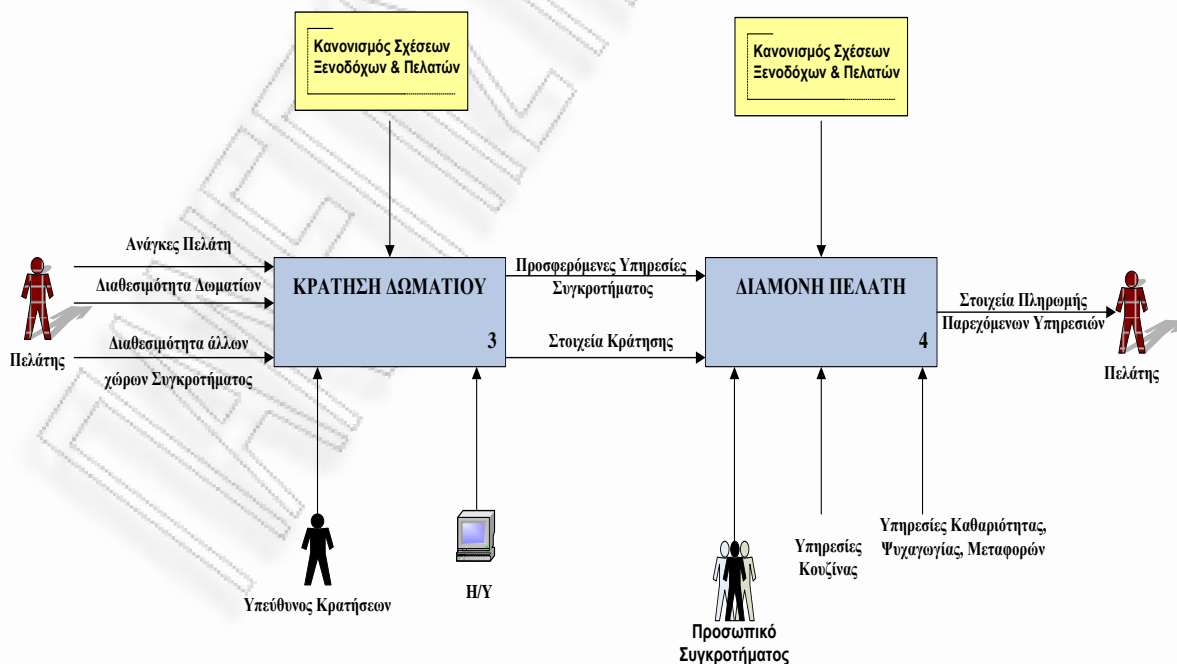 Κανονισμός Σχέσεων
Ξενοδόχων & Πελατών
Κανονισμός Σχέσεων
Ξενοδόχων & Πελατών
Ανάγκες Πελάτη
Διαθεσιμότητα Δωματίων
Διαθεσιμότητα άλλων
χώρων Συγκροτήματος
Πελάτης
ΚΡΑΤΗΣΗ ΔΩΜΑΤΙΟΥ
3
Προσφερόμενες Υπηρεσίες
Συγκροτήματος
Στοιχεία Κράτησης
ΔΙΑΜΟΝΗ ΠΕΛΑΤΗ
4
Στοιχεία Πληρωμής
Παρεχόμενων Υπηρεσιών
Πελάτης
Υπεύθυνος Κρατήσεων
Η/Υ
Προσωπικό
Συγκροτήματος
Υπηρεσίες
Κουζίνας
Υπηρεσίες Καθαριότητας,
Ψυχαγωγίας, Μεταφορών